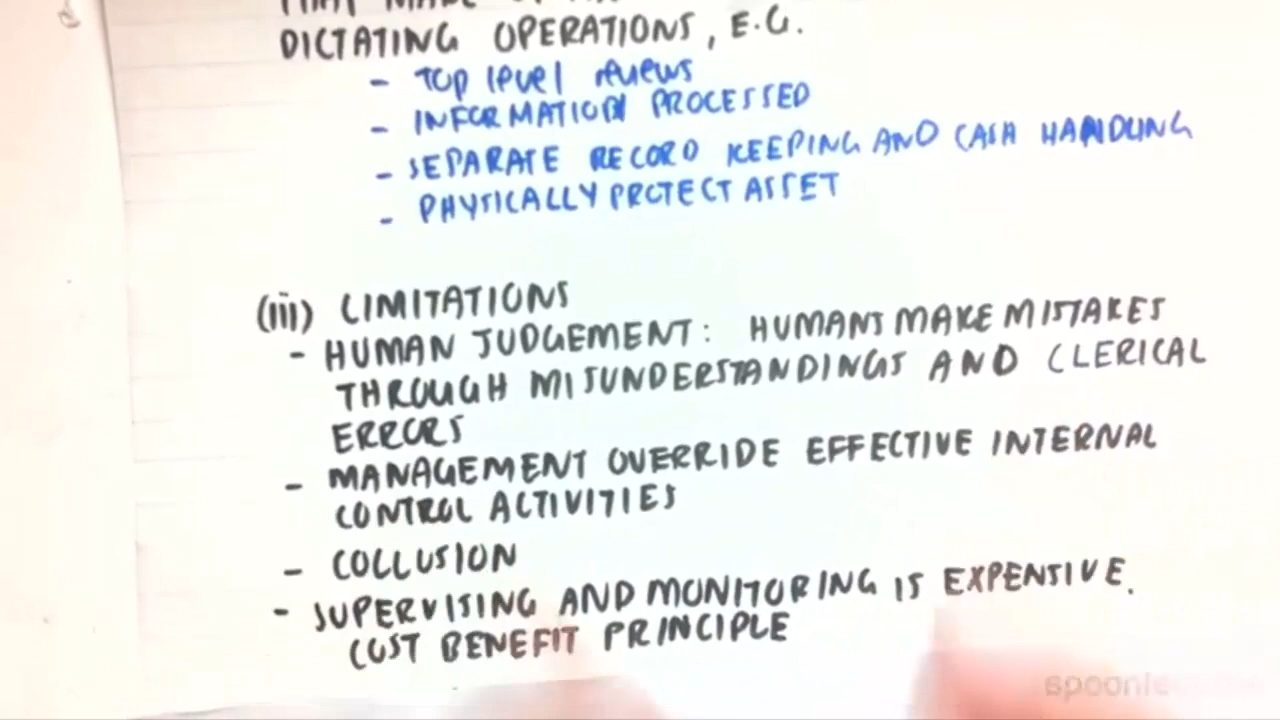 DICTATING OPERATIONS, E.G.
- TOP level reviews
- INFORMATION PROCESSED
- SEPARATE RECORD KEEPING AND CASH HANDLING
- PHYSICALLY PROTECT ASSET
(iii) LIMITATIONS
- HUMAN JUDGEMENT: HUMANS MAKE MISTAKES
THROUGH MISUNDERSTANDINGS AND CLERICAL
ERRORS
- MANAGEMENT OVERRIDE EFFECTIVE INTERNAL
CONTROL ACTIVITIES
- COLLUSION
- SUPERVISING AND MONITORING IS EXPENSIVE.
COST BENEFIT PRINCIPLE